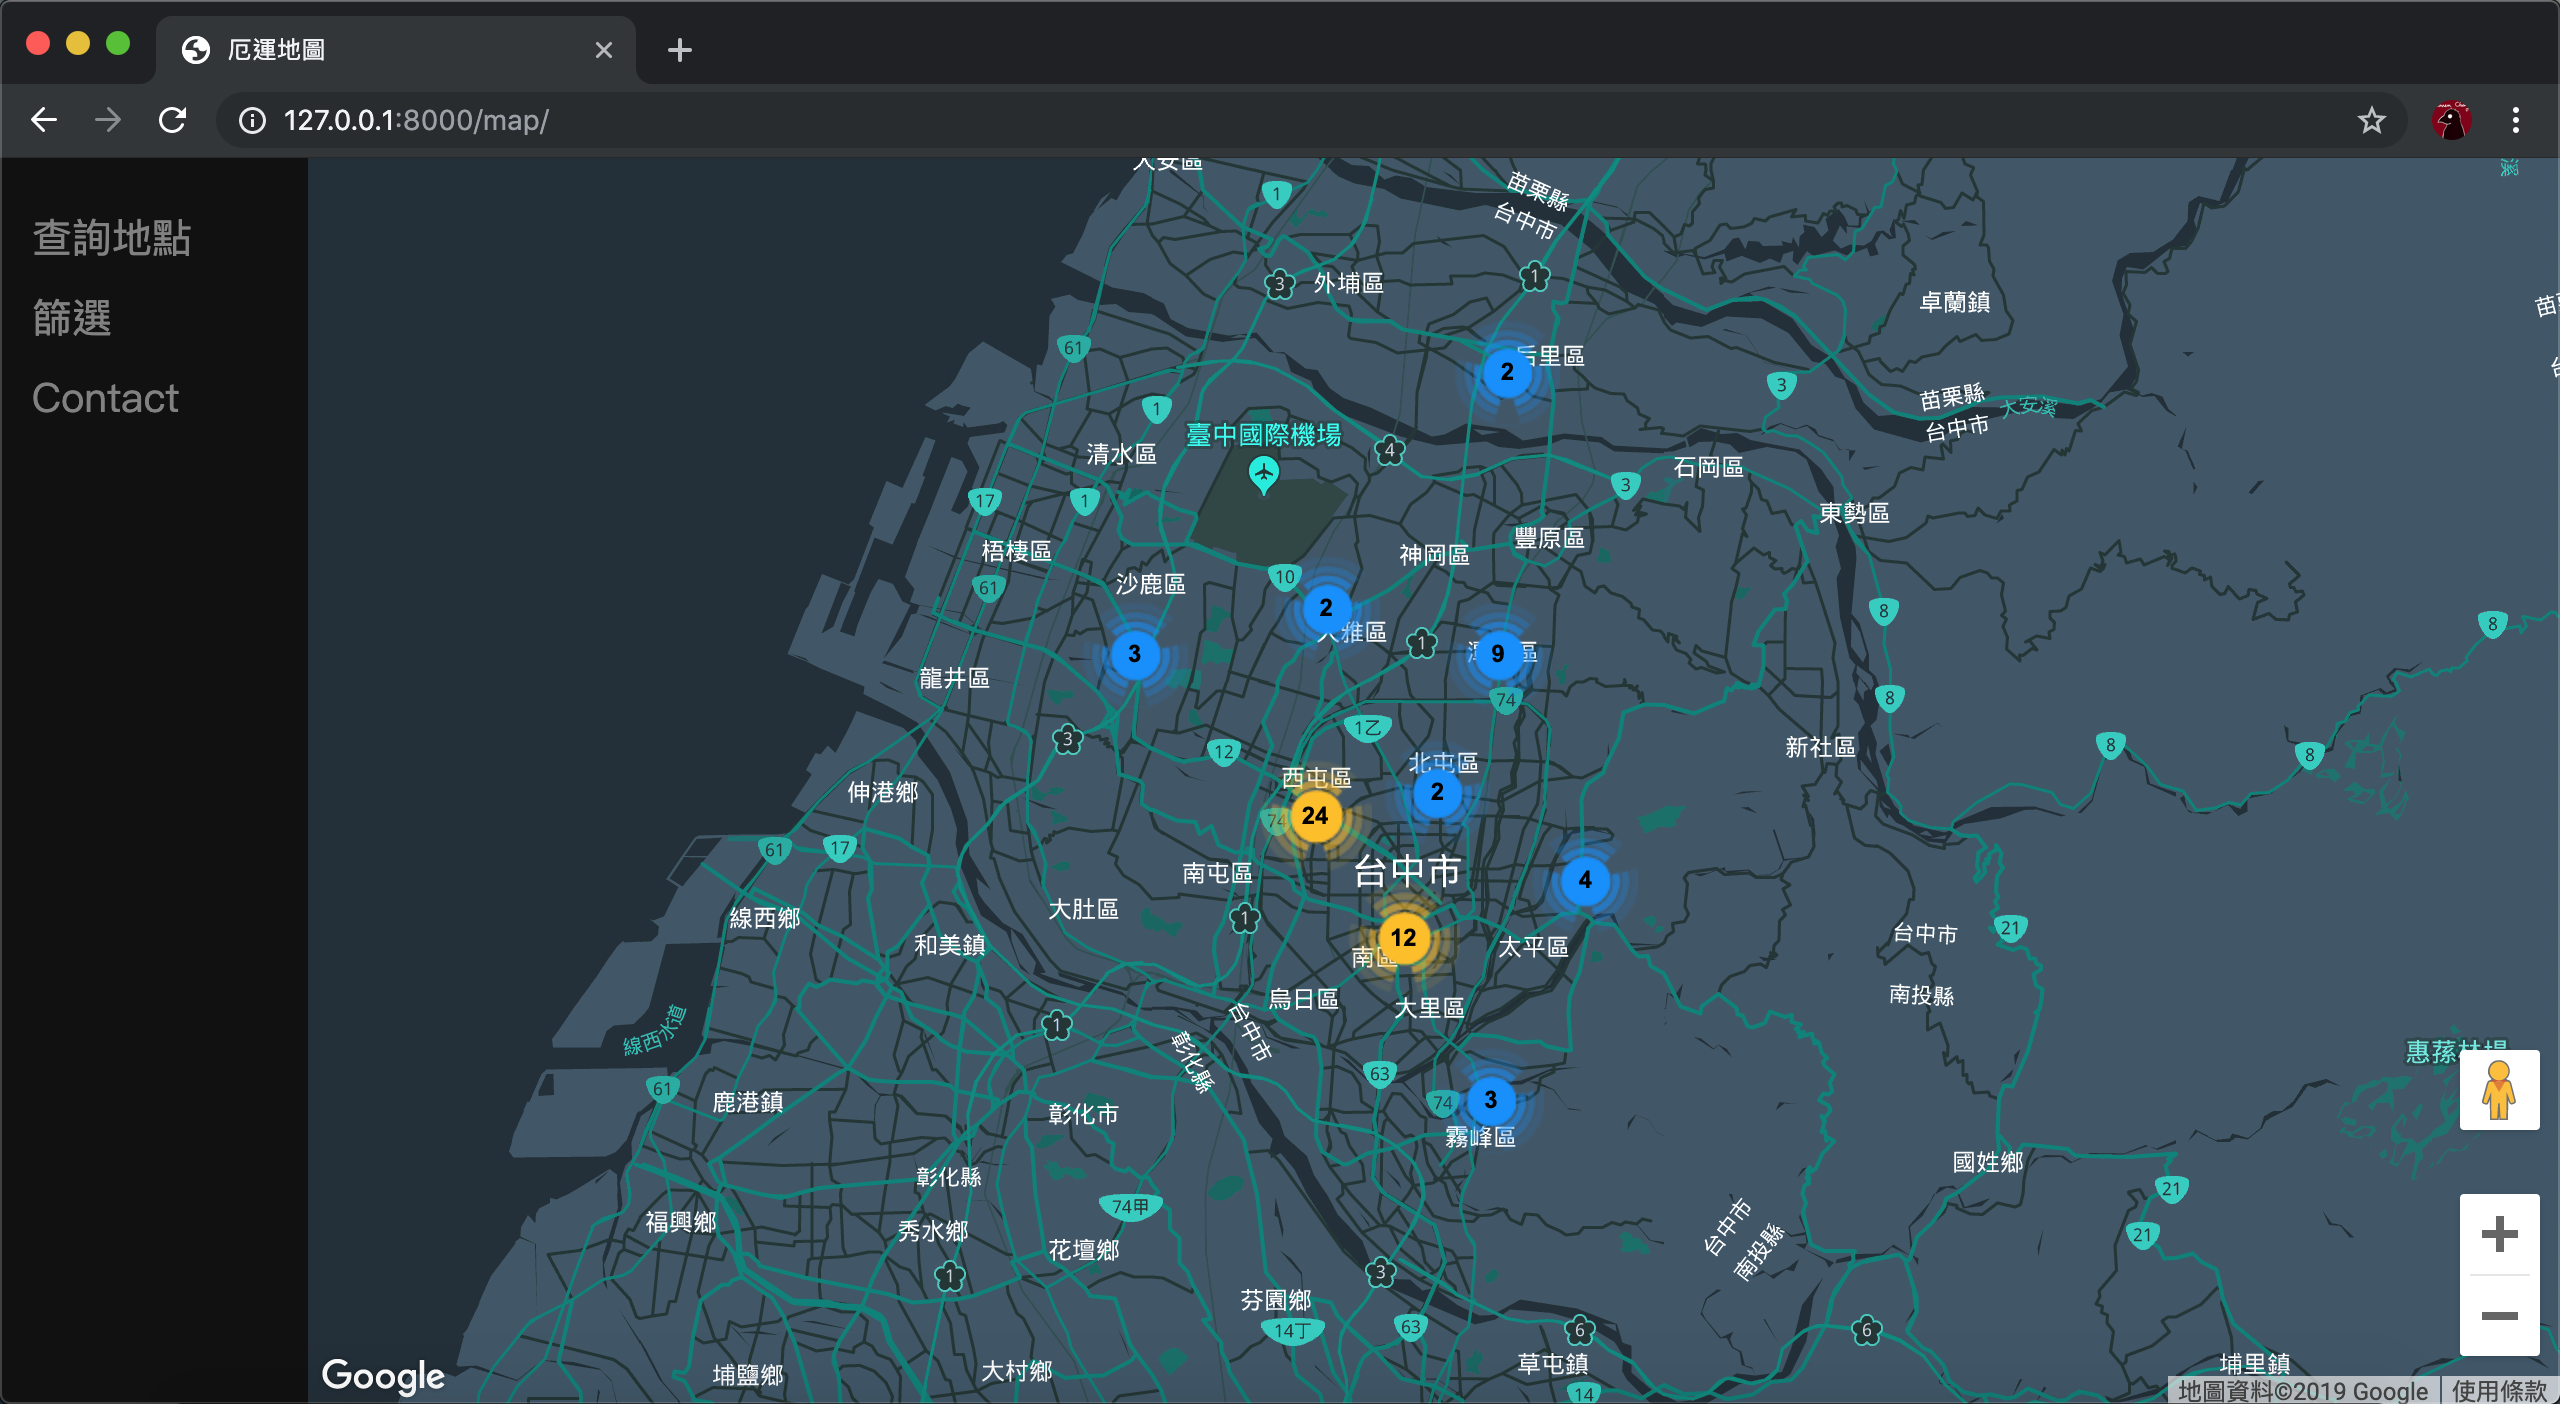 厄運地圖
127.0.0.1:8000/map/
查詢地點
篩選
Contact
大安區
1
苗栗縣
台中市
溪
3
外埔區
1
卓蘭鎮
61
2
后里區
3
1
苗栗縣
大安溪
台中市
臺中國際機場
清水區
4
石岡區
17
1
3
東勢區
梧棲區
神岡區
豐原區
61
沙鹿區
10
2
大雅區
1
3
9
區
8
8
龍井區
74
8
3
1乙
12
西屯區
北屯區
新社區
8
8
伸港鄉
24
2
74
61
17
南屯區
台中市
4
線西鄉
大肚區
1
12
南區
太平區
和美鎮
台中市
21
南投縣
烏日區
大里區
線西水道
1
台中市
彰化縣
惠蓀林場
61
鹿港鎮
彰化市
63
74
3
霧峰區
彰化縣
74甲
國姓鄉
21
福興鄉
秀水鄉
花壇鄉
台中市
南投縣
21
1
3
芬園鄉
14丁
63
6
6
Google
埔鹽鄉
大村鄉
草屯鎮
14
埔里鎮
地圖資料©2019 Google
使用條款